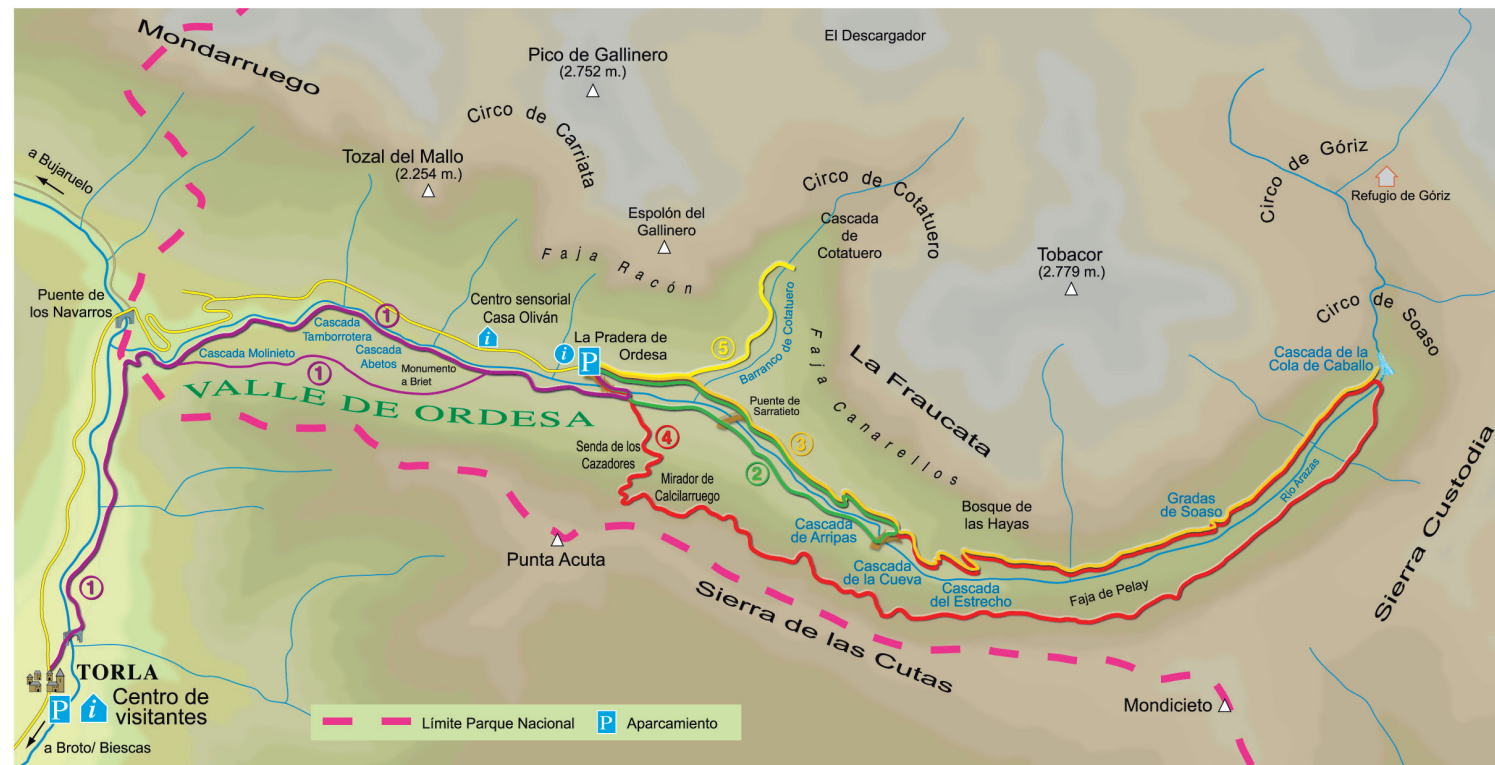 Mondarruego
Pico de Gallinero
(2.752 m.)
El Descargador
Circo de Carriata
Tozal del Mallo
(2.254 m.)
a Bujaruelo
Circo de Góriz
Refugio de Góriz
Circo de Cotatuero
Cascada
de
Cotatuero
Espolón del
Gallinero
Faja Racón
Tobacor
(2.779 m.)
Puente de
los Navarros
Centro sensorial
Casa Oliván
i
i
P
La Pradera de
Ordesa
Circo de Soaso
Cascada de la
Cola de Caballo
1
Cascada
Tamborrotera
Cascada
Abetos
Cascada Molinieto
1
Monumento
a Briet
5
Barranco de Cotatuero
Faja Canarellos
La Fraucata
VALLE DE ORDESA
Puente de
Sarratieto
4
3
2
Senda de los
Cazadores
Mirador de
Calcilarruego
Bosque de
las Hayas
Gradas
de Soaso
Río Arazas
Sierra Custodia
Cascada
de Arripas
Punta Acuta
Cascada
de la Cueva
Cascada
del Estrecho
Faja de Pelay
1
Sierra de las Cutas
TORLA
P
i
Centro de
visitantes
a Broto/ Biescas
Mondicieto
Límite Parque Nacional
P
Aparcamiento